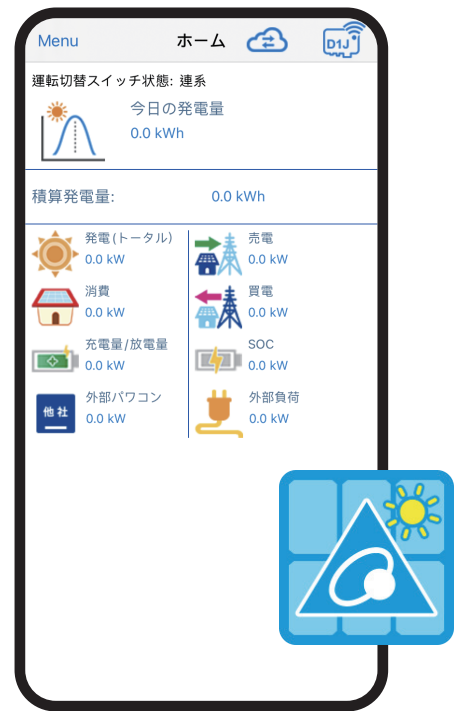 Menu ホーム D1J
運転切替スイッチ状態: 連系
今日の発電量
0.0 kWh
積算発電量: 0.0 kWh
発電(トータル)
0.0 kW
売電
0.0 kW
消費
0.0 kW
買電
0.0 kW
充電量/放電量
0.0 kW
SOC
0.0 kW
他社
外部パワコン
0.0 kW
外部負荷
0.0 kW